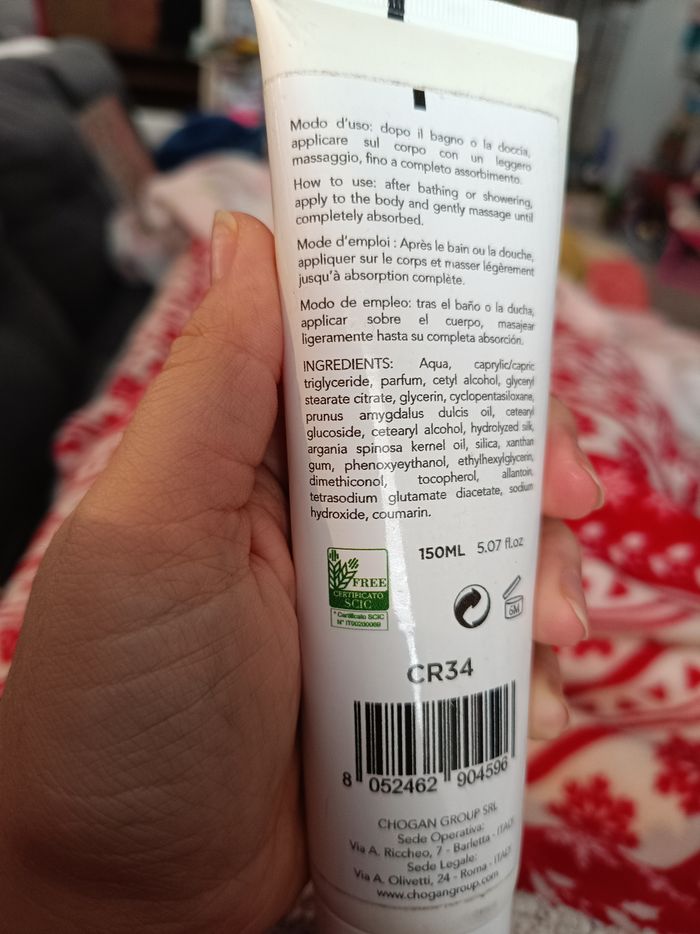 Modo d'uso: dopo il bagno o la doccia,
applicare sul corpo con un leggero
massaggio, fino a completo assorbimento.
How to use: after bathing or showering,
apply to the body and gently massage until
completely absorbed.
Mode d'emploi : Après le bain ou la douche,
appliquer sur le corps et masser légèrement
jusqu'à absorption complète.
Modo de empleo: tras el baño o la ducha,
applicar sobre el cuerpo, masajear
ligeramente hasta su completa absorción.
INGREDIENTS: Aqua, caprylic/capric
triglyceride, parfum, cetyl alcohol, glyceryl
stearate citrate, glycerin, cyclopentasiloxane,
prunus amygdalus dulcis oil, cetearyl
glucoside, cetearyl alcohol, hydrolyzed silk,
argania spinosa kernel oil, silica, xanthan
gum, phenoxyeythanol, ethylhexylglycerin,
dimethiconol, tocopherol, allantoin,
tetrasodium glutamate diacetate, sodium
hydroxide, coumarin.
150ML 5.07 fl.oz
FREE
CERTIFICATO
SCIC
* Certificato SCIC
N° IT90200089
6M
CR34
8 052462 904596
CHOGAN GROUP SRL
Sede Operativa:
Via A. Riccheo, 7 - Barletta - ITALY
Sede Legale:
Via A. Olivetti, 24 - Roma - ITALY
www.chogangroup.com